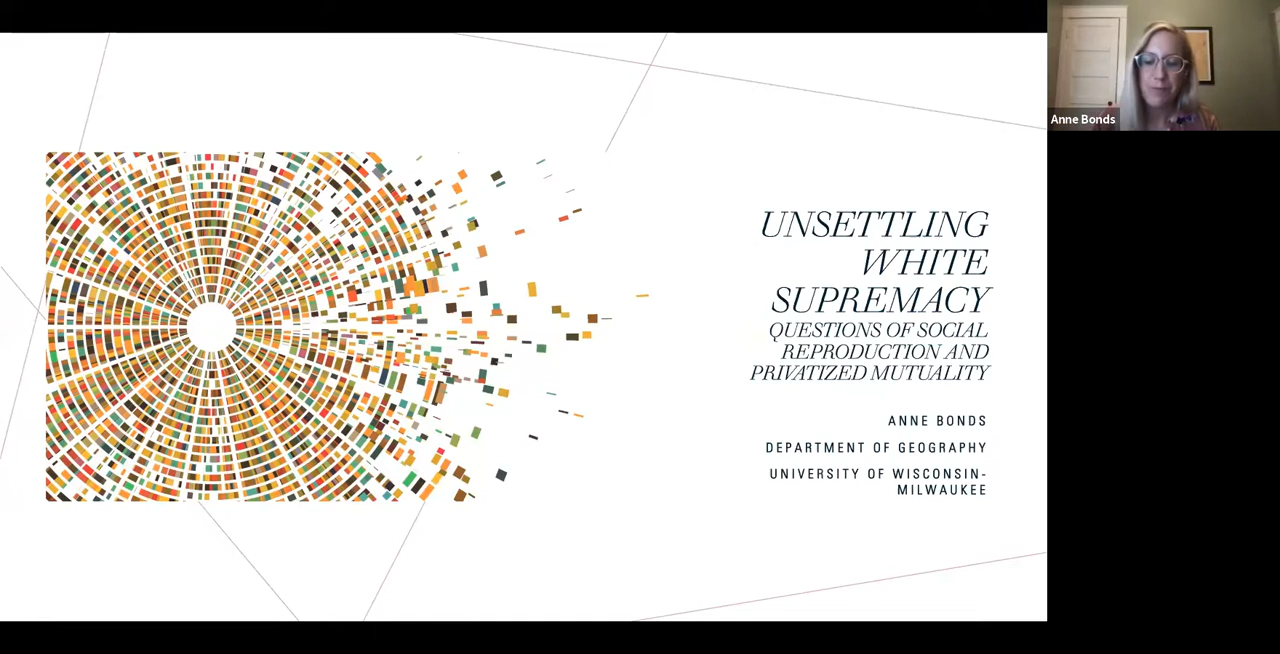 UNSETTLING
WHITE
SUPREMACY
QUESTIONS OF SOCIAL
REPRODUCTION AND
PRIVATIZED MUTUALITY
ANNE BONDS
DEPARTMENT OF GEOGRAPHY
UNIVERSITY OF WISCONSIN-
MILWAUKEE
Anne Bonds